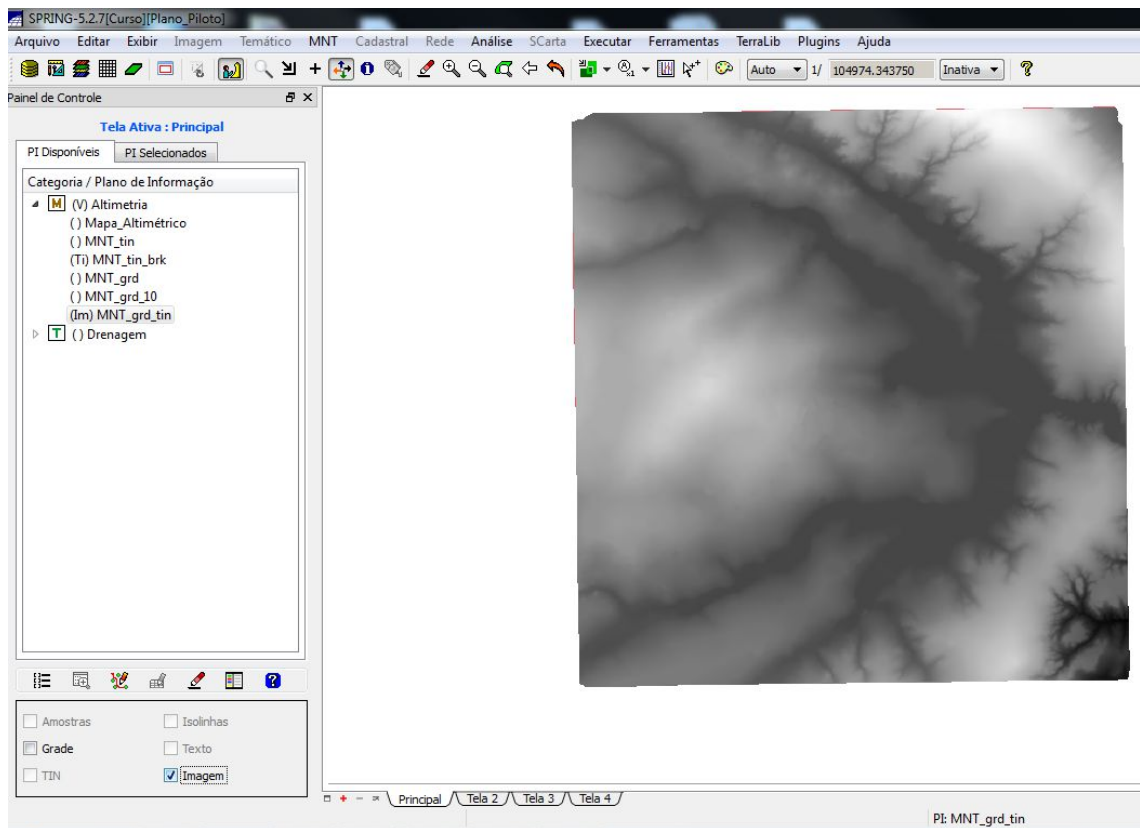 SPRING-5.2.7[Curso][Plano_Piloto]
Arquivo Editar Exibir Imagem Temático MNT Cadastral Rede Análise SCarta Executar Ferramentas TerraLib Plugins Ajuda
Auto 1/ 104974.343750 Inativa
Painel de Controle
Tela Ativa : Principal
PI Disponíveis PI Selecionados
Categoria / Plano de Informação
M (V) Altimetria
( ) Mapa_Altimétrico
( ) MNT_tin
(Ti) MNT_tin_brk
( ) MNT_grd
( ) MNT_grd_10
(Im) MNT_grd_tin
T ( ) Drenagem
Amostras Isolinhas
Grade Texto
TIN Imagem
Principal Tela 2 Tela 3 Tela 4
PI: MNT_grd_tin